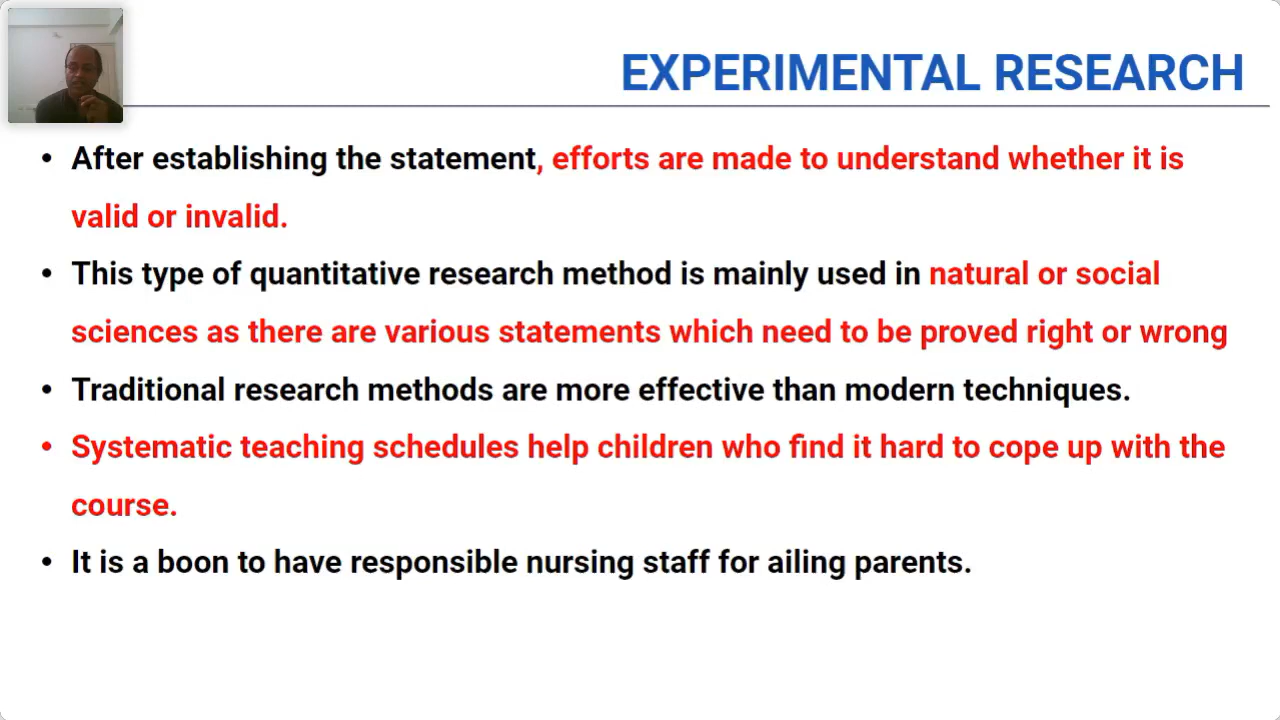 EXPERIMENTAL RESEARCH
• After establishing the statement, efforts are made to understand whether it is
valid or invalid.
• This type of quantitative research method is mainly used in natural or social
sciences as there are various statements which need to be proved right or wrong
• Traditional research methods are more effective than modern techniques.
• Systematic teaching schedules help children who find it hard to cope up with the
course.
• It is a boon to have responsible nursing staff for ailing parents.